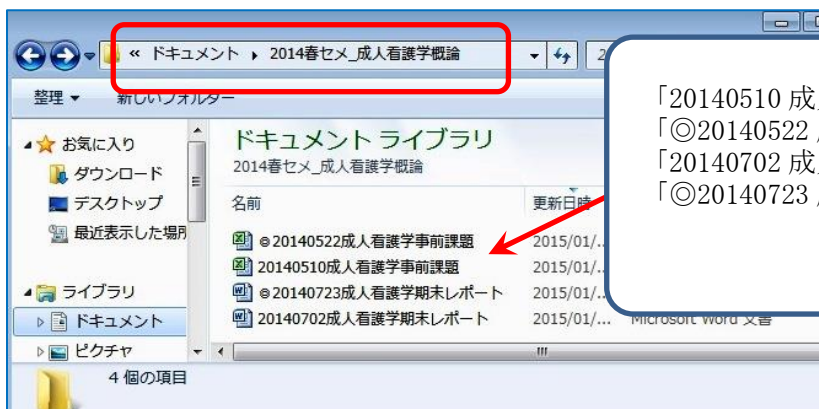 « ドキュメント ▸ 2014春セメ_成人看護学概論
2
整理 ▼ 新しいフォルダー
お気に入り
ダウンロード
デスクトップ
最近表示した場所
ライブラリ
ドキュメント
ピクチャ
ドキュメント ライブラリ
2014春セメ_成人看護学概論
名前 更新日時
◎20140522成人看護学事前課題 2015/01/...
20140510成人看護学事前課題 2015/01/...
◎20140723成人看護学期末レポート 2015/01/...
20140702成人看護学期末レポート 2015/01/... Microsoft Word 文書
4 個の項目
「20140510 成
「◎20140522
「20140702 成
「◎20140723